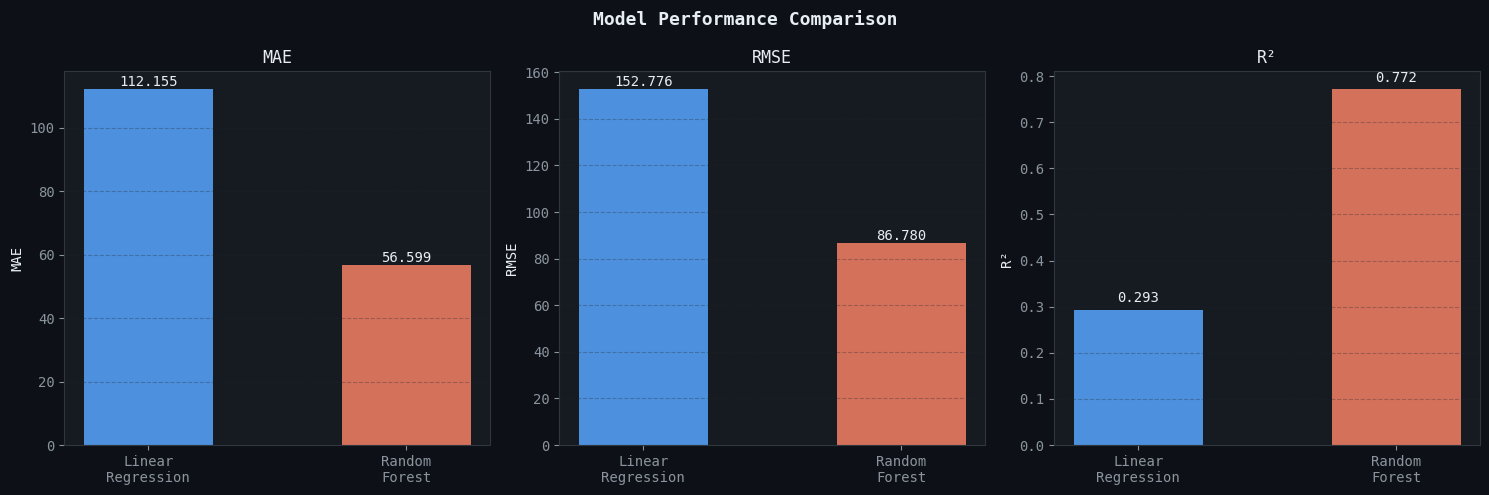 Model Performance Comparison
MAE
112.155
56.599
100
80
60
40
20
0
MAE
Linear
Regression
Random
Forest
RMSE
152.776
86.780
160
140
120
100
80
60
40
20
0
RMSE
Linear
Regression
Random
Forest
R²
0.772
0.293
0.8
0.7
0.6
0.5
0.4
0.3
0.2
0.1
0.0
R²
Linear
Regression
Random
Forest